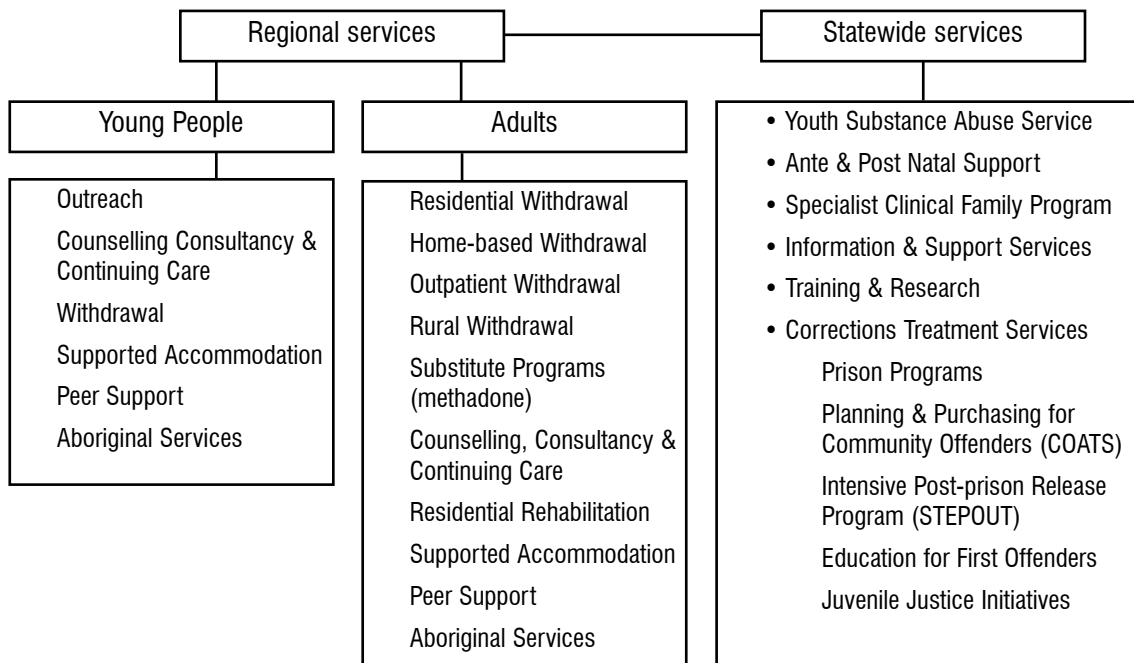 Regional services
Statewide services
Young People
Outreach
Counselling Consultancy &
Continuing Care
Withdrawal
Supported Accommodation
Peer Support
Aboriginal Services
Adults
Residential Withdrawal
Home-based Withdrawal
Outpatient Withdrawal
Rural Withdrawal
Substitute Programs
(methadone)
Counselling, Consultancy &
Continuing Care
Residential Rehabilitation
Supported Accommodation
Peer Support
Aboriginal Services
• Youth Substance Abuse Service
• Ante & Post Natal Support
• Specialist Clinical Family Program
• Information & Support Services
• Training & Research
• Corrections Treatment Services
Prison Programs
Planning & Purchasing for
Community Offenders (COATS)
Intensive Post-prison Release
Program (STEPOUT)
Education for First Offenders
Juvenile Justice Initiatives